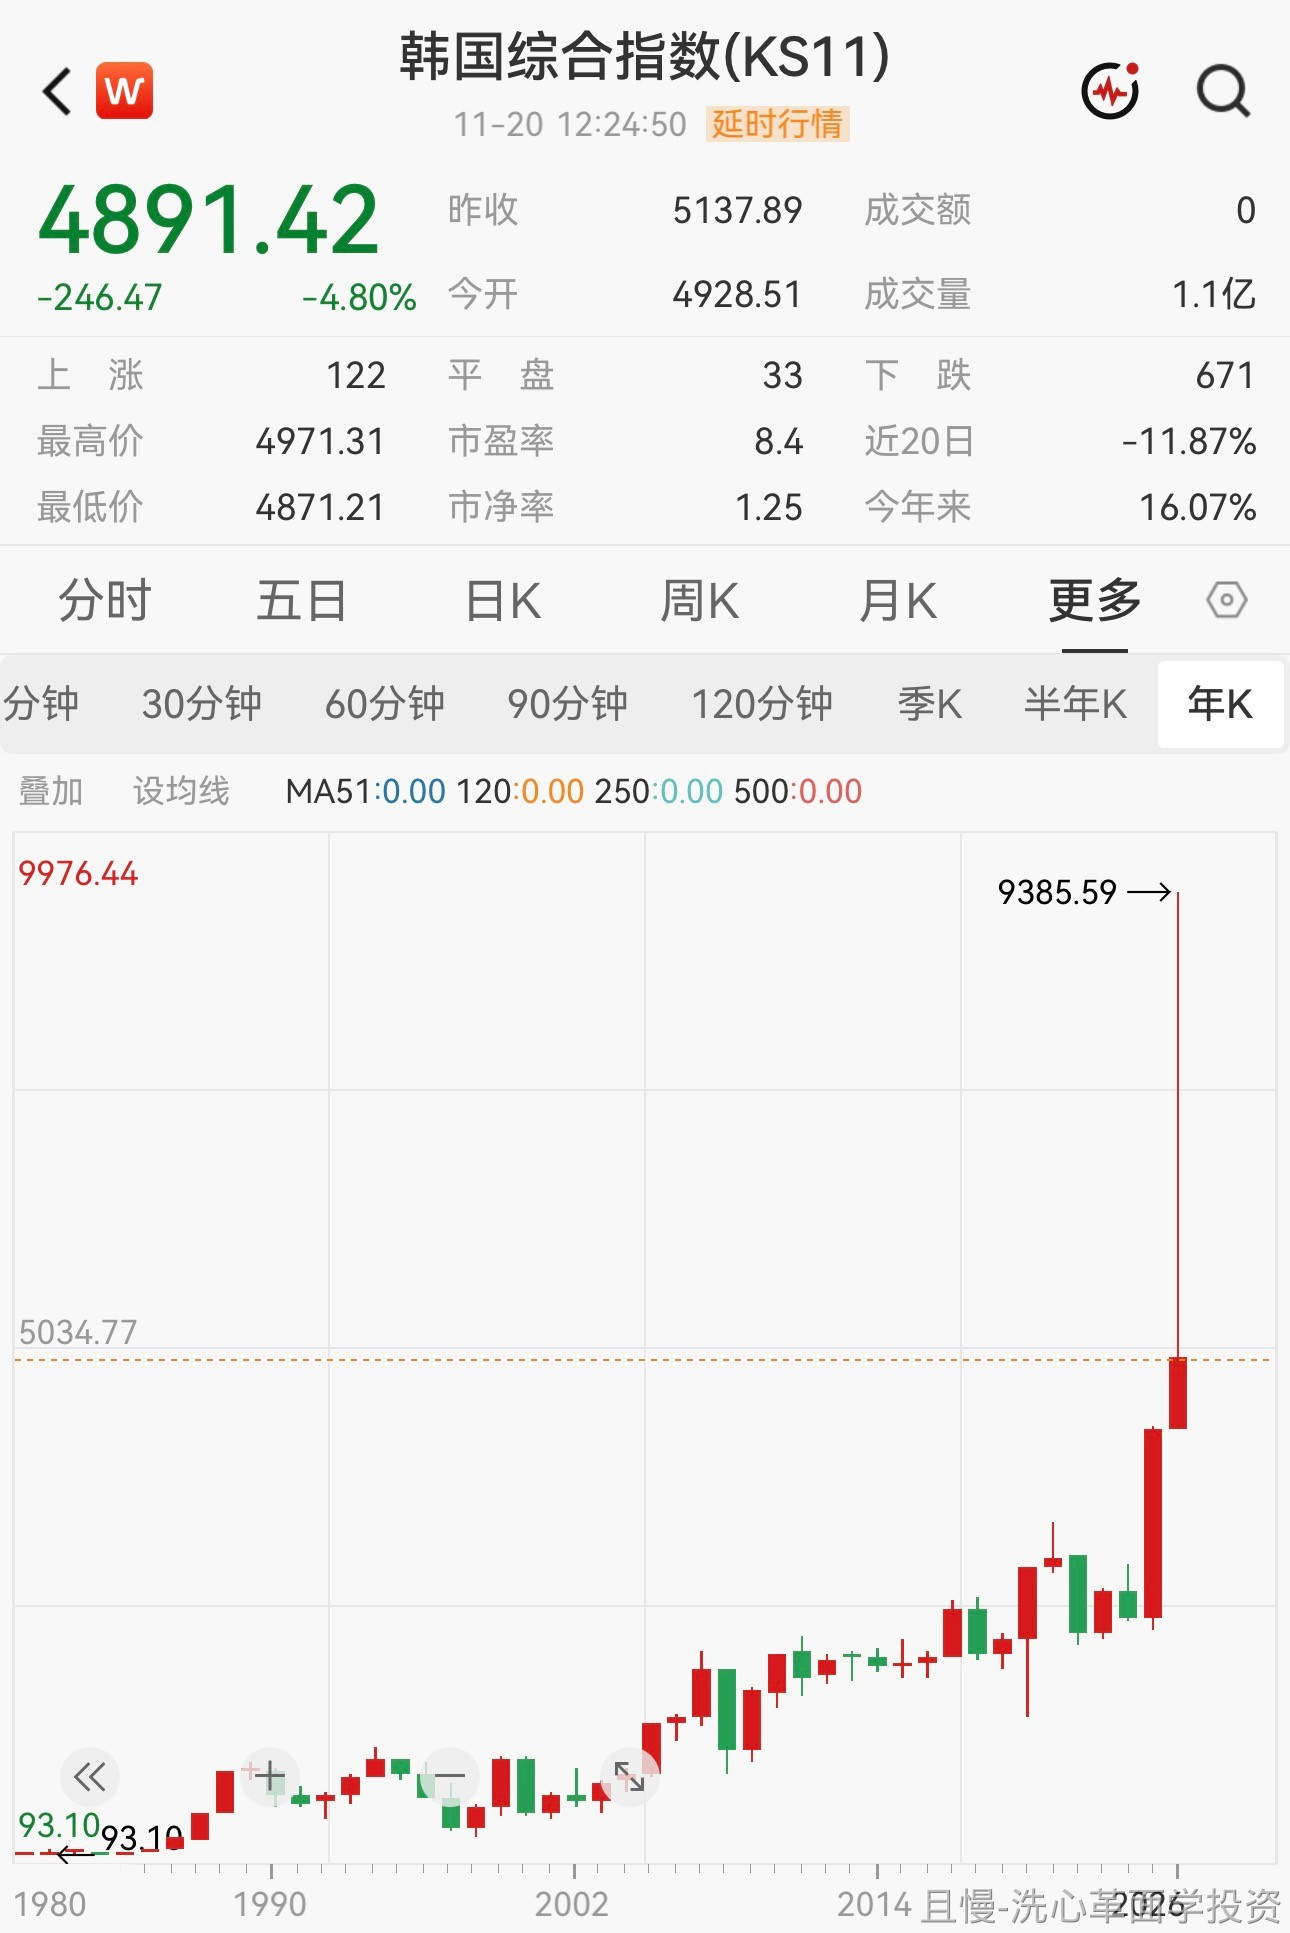 韩国综合指数(KS11)
W
11-20 12:24:50 延时行情
4891.42
-246.47 -4.80%
昨收 5137.89 成交额 0
今开 4928.51 成交量 1.1亿
上 涨 122 平 盘 33 下 跌 671
最高价 4971.31 市盈率 8.4 近20日 -11.87%
最低价 4871.21 市净率 1.25 今年来 16.07%
分时 五日 日K 周K 月K 更多
分钟 30分钟 60分钟 90分钟 120分钟 季K 半年K 年K
叠加 设均线 MA51:0.00 120:0.00 250:0.00 500:0.00
9976.44
9385.59
5034.77
93.10
93.10
1980 1990 2002 2014 2026
且慢-洗心革面学投资